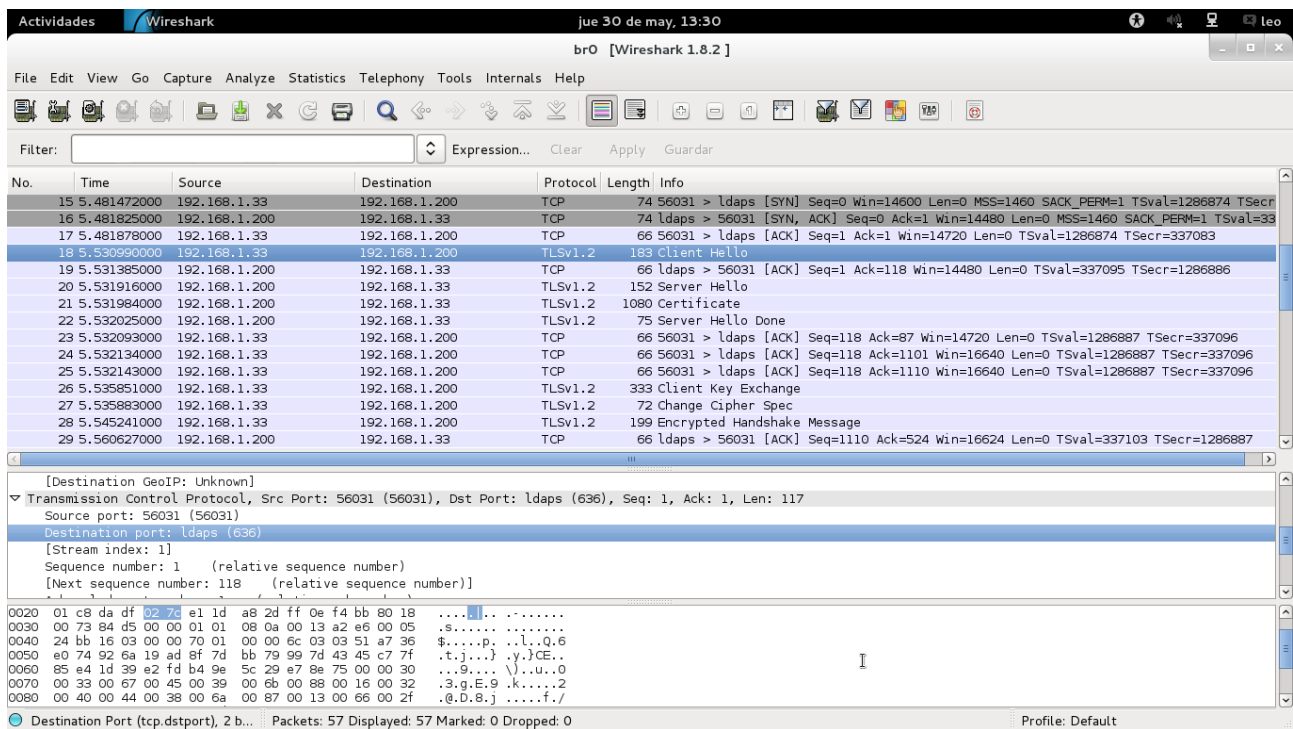 Actividades Wireshark jue 30 de may, 13:30 leo
br0 [Wireshark 1.8.2 ]
File Edit View Go Capture Analyze Statistics Telephony Tools Internals Help
Filter: Expression... Clear Apply Guardar
No. Time Source Destination Protocol Length Info
15 5.481472000 192.168.1.33 192.168.1.200 TCP 74 56031 > ldaps [SYN] Seq=0 Win=14600 Len=0 MSS=1460 SACK_PERM=1 TSval=1286874 TSecr
16 5.481825000 192.168.1.200 192.168.1.33 TCP 74 ldaps > 56031 [SYN, ACK] Seq=0 Ack=1 Win=14480 Len=0 MSS=1460 SACK_PERM=1 TSval=33
17 5.481878000 192.168.1.33 192.168.1.200 TCP 66 56031 > ldaps [ACK] Seq=1 Ack=1 Win=14720 Len=0 TSval=1286874 TSecr=337083
18 5.530990000 192.168.1.33 192.168.1.200 TLSv1.2 183 Client Hello
19 5.531385000 192.168.1.200 192.168.1.33 TCP 66 ldaps > 56031 [ACK] Seq=1 Ack=118 Win=14480 Len=0 TSval=337095 TSecr=1286886
20 5.531916000 192.168.1.200 192.168.1.33 TLSv1.2 152 Server Hello
21 5.531984000 192.168.1.200 192.168.1.33 TLSv1.2 1080 Certificate
22 5.532025000 192.168.1.200 192.168.1.33 TLSv1.2 75 Server Hello Done
23 5.532093000 192.168.1.33 192.168.1.200 TCP 66 56031 > ldaps [ACK] Seq=118 Ack=87 Win=14720 Len=0 TSval=1286887 TSecr=337096
24 5.532134000 192.168.1.33 192.168.1.200 TCP 66 56031 > ldaps [ACK] Seq=118 Ack=1101 Win=16640 Len=0 TSval=1286887 TSecr=337096
25 5.532143000 192.168.1.33 192.168.1.200 TCP 66 56031 > ldaps [ACK] Seq=118 Ack=1110 Win=16640 Len=0 TSval=1286887 TSecr=337096
26 5.535851000 192.168.1.33 192.168.1.200 TLSv1.2 333 Client Key Exchange
27 5.535883000 192.168.1.33 192.168.1.200 TLSv1.2 72 Change Cipher Spec
28 5.545241000 192.168.1.33 192.168.1.200 TLSv1.2 199 Encrypted Handshake Message
29 5.560627000 192.168.1.200 192.168.1.33 TCP 66 ldaps > 56031 [ACK] Seq=1110 Ack=524 Win=16624 Len=0 TSval=337103 TSecr=1286887
[Destination GeoIP: Unknown]
Transmission Control Protocol, Src Port: 56031 (56031), Dst Port: ldaps (636), Seq: 1, Ack: 1, Len: 117
Source port: 56031 (56031)
Destination port: ldaps (636)
[Stream index: 1]
Sequence number: 1 (relative sequence number)
[Next sequence number: 118 (relative sequence number)]
0020 01 c8 da df 02 7c e1 1d a8 2d ff 0e f4 bb 80 18 .....|.. .-......
0030 00 73 84 d5 00 00 01 01 08 0a 00 13 a2 e6 00 05 .s...... ........
0040 24 bb 16 03 00 00 70 01 00 00 6c 03 03 51 a7 36 $.....p. ..l..Q.6
0050 e0 74 92 6a 19 ad 8f 7d bb 79 99 7d 43 45 c7 7f .t.j...} .y.}CE..
0060 85 e4 1d 39 e2 fd b4 9e 5c 29 e7 8e 75 00 00 30 ...9.... \)..u..0
0070 00 33 00 67 00 45 00 39 00 6b 00 88 00 16 00 32 .3.g.E.9 .k.....2
0080 00 40 00 44 00 38 00 6a 00 87 00 13 00 66 00 2f .@.D.8.j .....f./
Destination Port (tcp.dstport), 2 b... Packets: 57 Displayed: 57 Marked: 0 Dropped: 0 Profile: Default